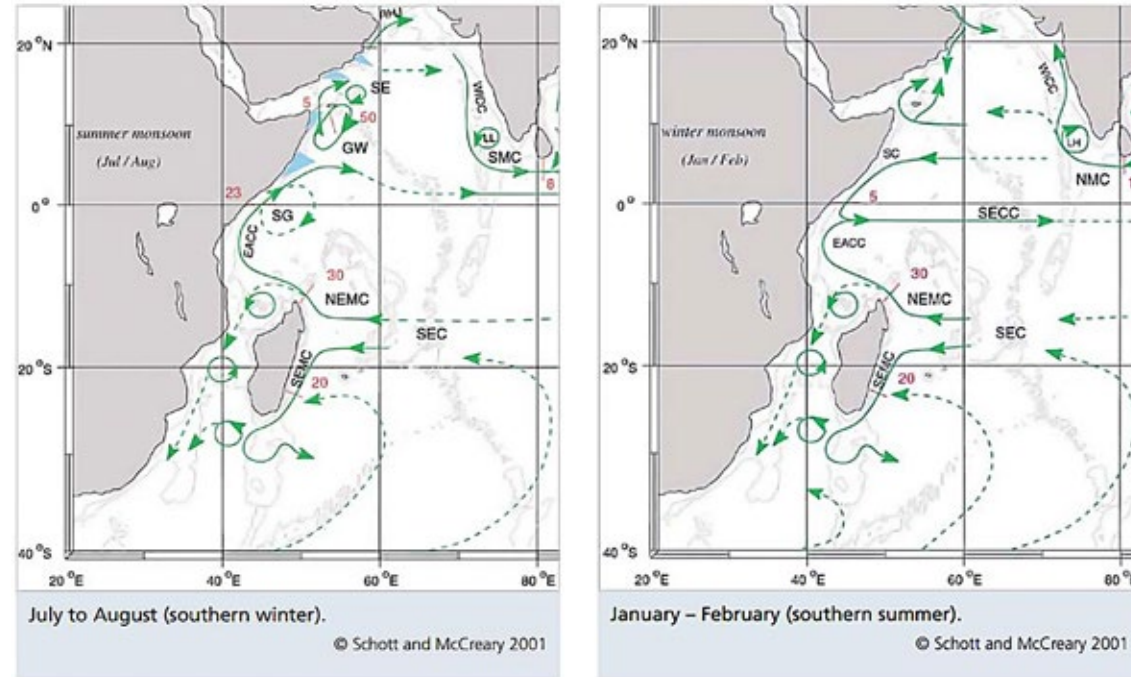 20 °N
SE
5
50
summer monsoon
(Jul / Aug)
GW
WICC
LL
SMC
8
23
0°
SG
EACC
30
NEMC
SEC
20 °S
SEMC
20
40 °S
20 °E
40 °E
60 °E
80 °E
July to August (southern winter).
© Schott and McCreary 2001
20 °N
WICC
winter monsoon
(Jan / Feb)
SC
LH
NMC
5
0°
SECC
EACC
30
NEMC
SEC
20 °S
SEMC
20
40 °S
20 °E
40 °E
60 °E
80 °
January – February (southern summer).
© Schott and McCreary 2001